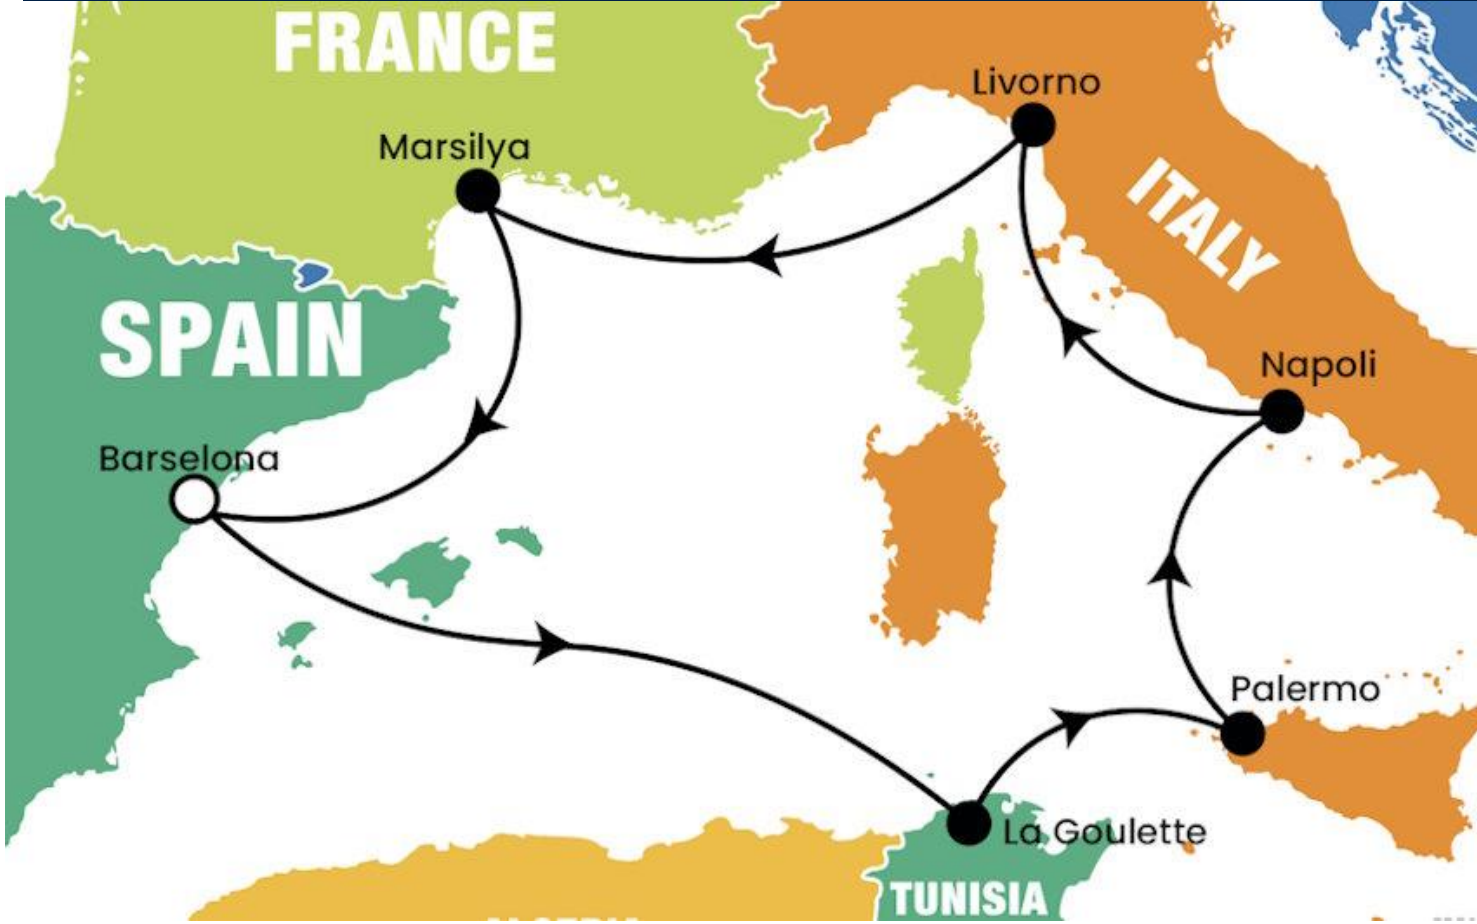 FRANCE
Livorno
Marsilya
ITALY
SPAIN
Napoli
Barselona
Palermo
La Goulette
TUNISIA